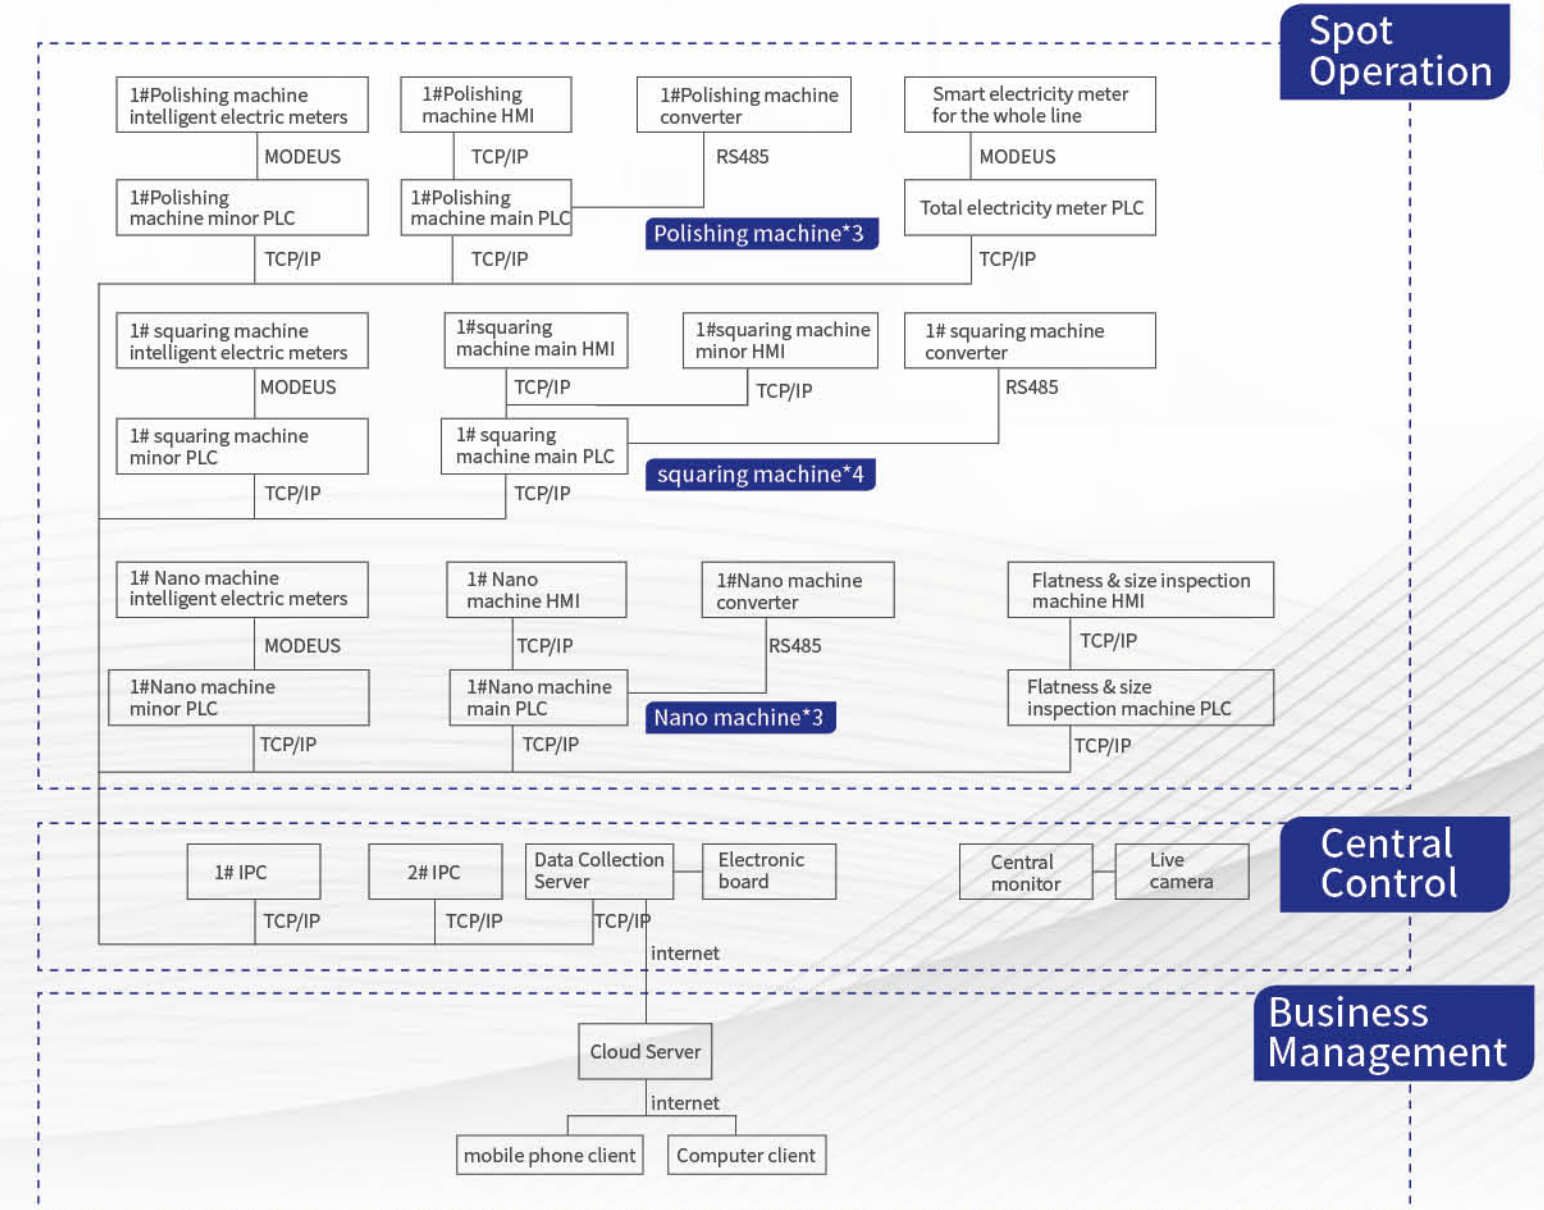 Spot
Operation
1#Polishing machine
intelligent electric meters
1#Polishing
machine HMI
1#Polishing machine
converter
Smart electricity meter
for the whole line
MODEUS
TCP/IP
RS485
MODEUS
1#Polishing
machine minor PLC
1#Polishing
machine main PLC
Total electricity meter PLC
Polishing machine*3
TCP/IP
TCP/IP
TCP/IP
1# squaring machine
intelligent electric meters
1#squaring
machine main HMI
1#squaring machine
minor HMI
1# squaring machine
converter
MODEUS
TCP/IP
TCP/IP
RS485
1# squaring machine
minor PLC
1# squaring
machine main PLC
squaring machine*4
TCP/IP
TCP/IP
1# Nano machine
intelligent electric meters
1# Nano
machine HMI
1#Nano machine
converter
Flatness & size inspection
machine HMI
MODEUS
TCP/IP
RS485
TCP/IP
1#Nano machine
minor PLC
1#Nano machine
main PLC
Flatness & size
inspection machine PLC
Nano machine*3
TCP/IP
TCP/IP
TCP/IP
Central
Control
1# IPC
2# IPC
Data Collection
Server
Electronic
board
Central
monitor
Live
camera
TCP/IP
TCP/IP
TCP/IP
internet
Business
Management
Cloud Server
internet
mobile phone client
Computer client